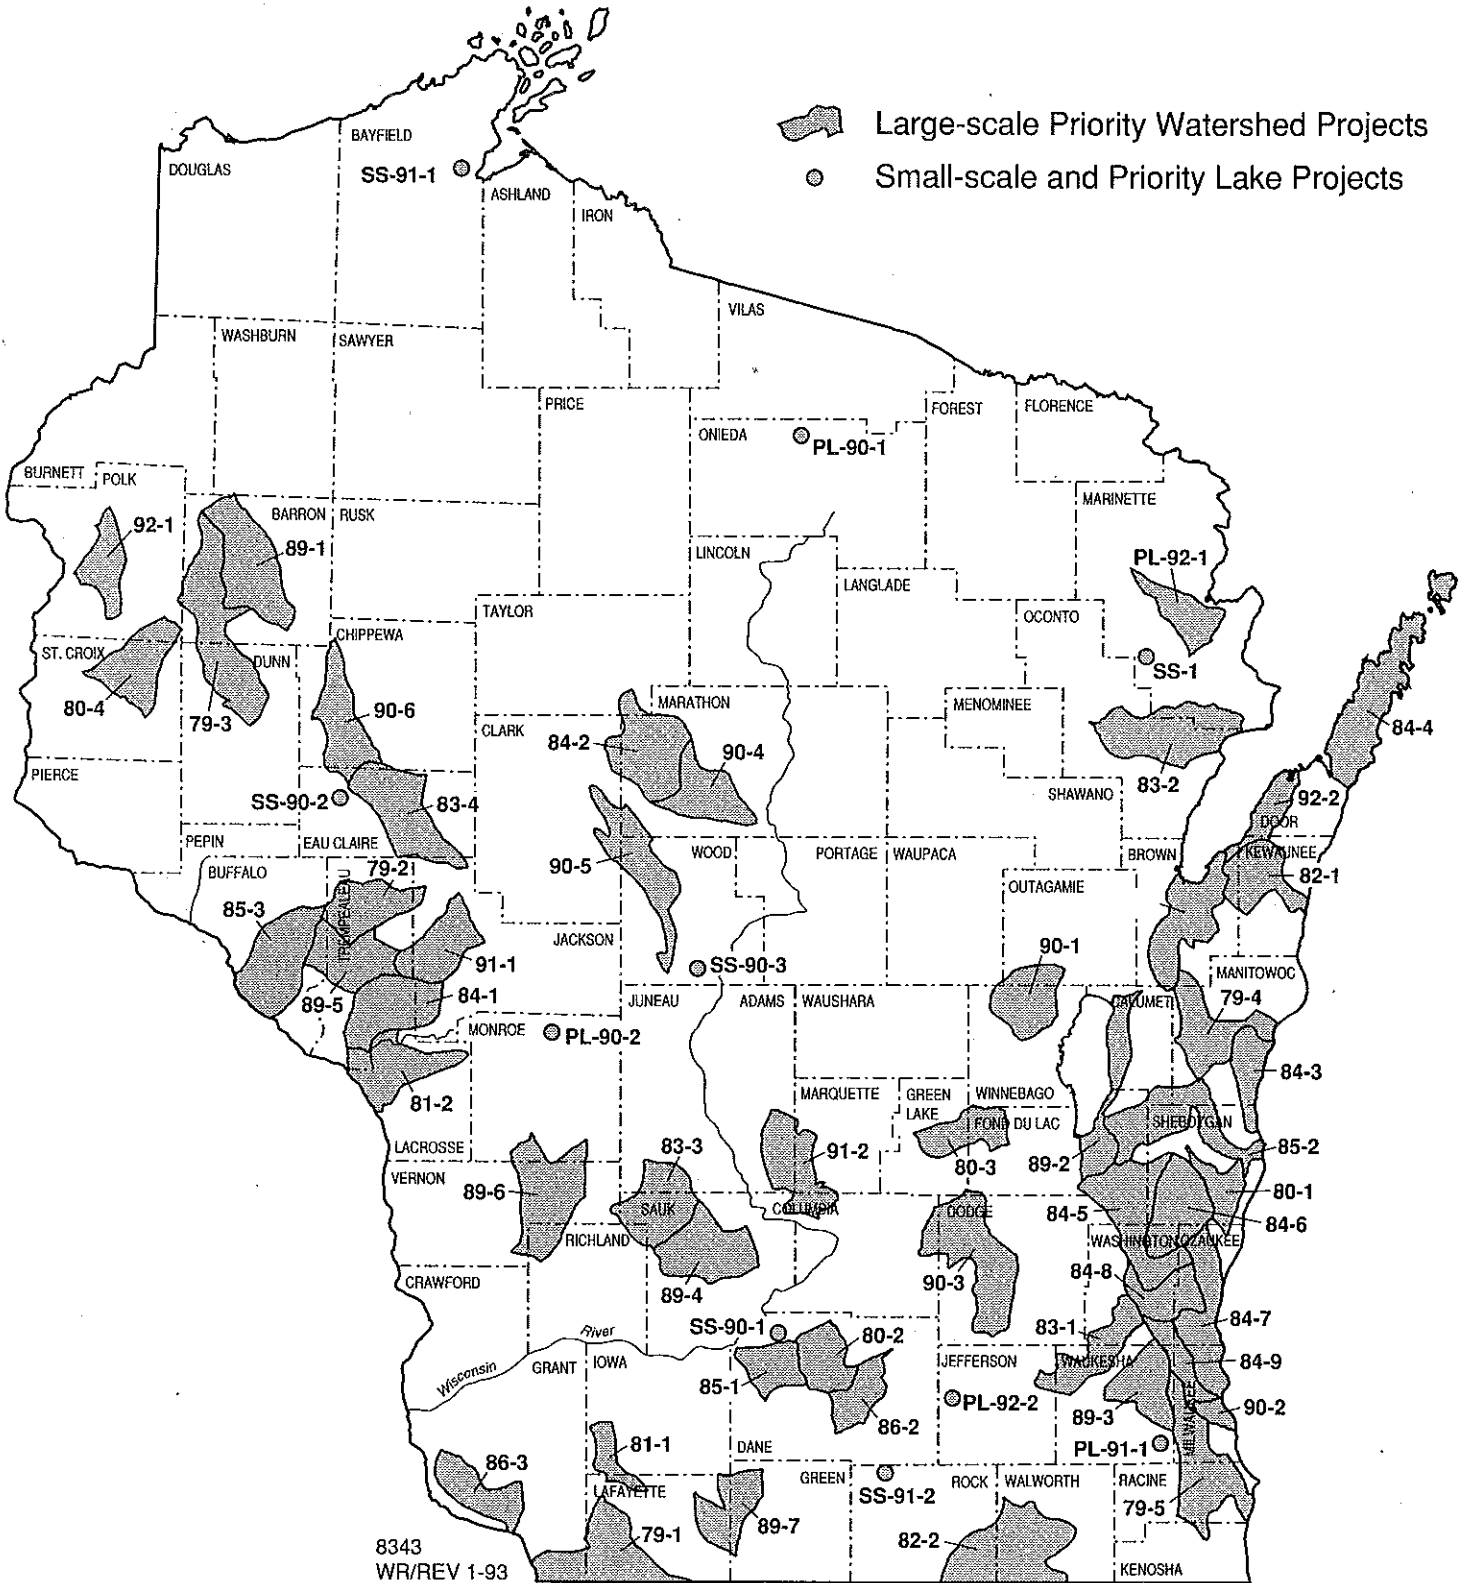 Large-scale Priority Watershed Projects
Small-scale and Priority Lake Projects
BAYFIELD
DOUGLAS
SS-91-1
ASHLAND
IRON
VILAS
WASHBURN
SAWYER
PRICE
FOREST
FLORENCE
ONIEDA
PL-90-1
BURNETT
POLK
MARINETTE
92-1
BARRON
RUSK
89-1
LINCOLN
PL-92-1
LANGLADE
TAYLOR
OCONTO
CHIPPEWA
ST. CROIX
DUNN
SS-1
80-4
79-3
90-6
MARATHON
MENOMINEE
CLARK
84-2
90-4
84-4
PIERCE
83-2
SS-90-2
83-4
SHAWANO
92-2
DOOR
PEPIN
EAU CLAIRE
WOOD
PORTAGE
WAUPACA
BROWN
KEWAUNEE
BUFFALO
79-2
90-5
82-1
OUTAGAMIE
85-3
TREMPEALEAU
JACKSON
90-1
91-1
SS-90-3
MANITOWOC
89-5
84-1
JUNEAU
ADAMS
WAUSHARA
CALUMET
79-4
MONROE
PL-90-2
84-3
81-2
MARQUETTE
GREEN
LAKE
WINNEBAGO
FOND DU LAC
SHEBOYGAN
LACROSSE
83-3
91-2
80-3
89-2
85-2
VERNON
89-6
80-1
SAUK
COLUMBIA
DODGE
84-5
84-6
RICHLAND
WASHINGTON
OZAUKEE
CRAWFORD
89-4
90-3
84-8
SS-90-1
80-2
83-1
84-7
River
Wisconsin
GRANT
IOWA
JEFFERSON
WAUKESHA
84-9
85-1
PL-92-2
89-3
MILWAUKEE
90-2
86-2
81-1
DANE
PL-91-1
86-3
GREEN
SS-91-2
ROCK
WALWORTH
RACINE
LAFAYETTE
79-5
79-1
89-7
82-2
8343
WR/REV 1-93
KENOSHA